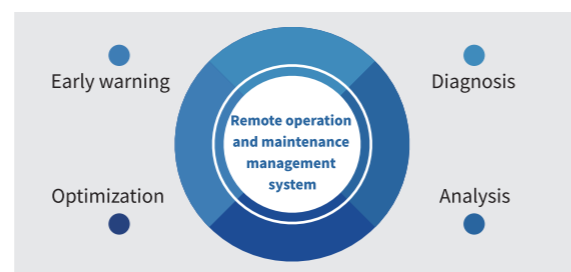 Early warning
Diagnosis
Remote operation
and maintenance
management
system
Optimization
Analysis